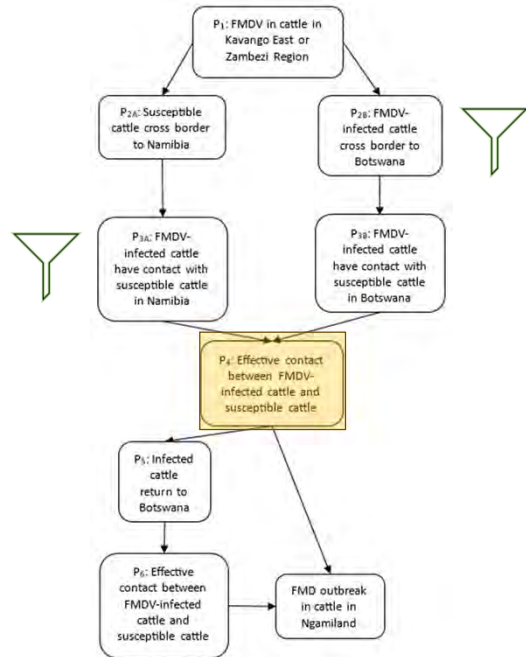 P₁: FMDV in cattle in
Kavango East or
Zambezi Region
P₂ₐ: Susceptible
cattle cross border
to Namibia
P₂B: FMDV-
infected cattle
cross border to
Botswana
P₃ₐ: FMDV-
infected cattle
have contact with
susceptible cattle
in Namibia
P₃B: FMDV-
infected cattle
have contact with
susceptible cattle
in Botswana
P₄: Effective contact
between FMDV-
infected cattle and
susceptible cattle
P₅: Infected
cattle
return to
Botswana
P₆: Effective
contact between
FMDV-infected
cattle and
susceptible cattle
FMD outbreak
in cattle in
Ngamiland